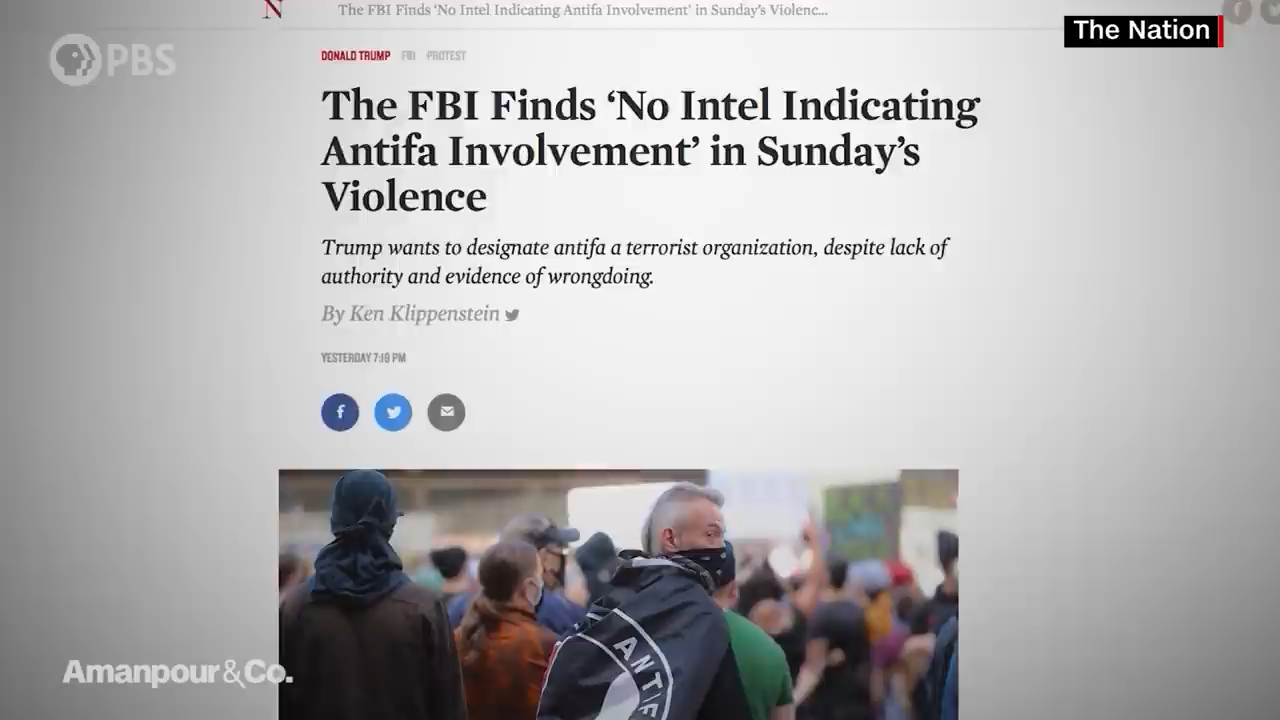 The FBI Finds ‘No Intel Indicating Antifa Involvement’ in Sunday’s Violenc...
The Nation
PBS
DONALD TRUMP FBI PROTEST
The FBI Finds ‘No Intel Indicating
Antifa Involvement’ in Sunday’s
Violence
Trump wants to designate antifa a terrorist organization, despite lack of
authority and evidence of wrongdoing.
By Ken Klippenstein
YESTERDAY 7:19 PM
f
ANTIF
Amanpour&Co.